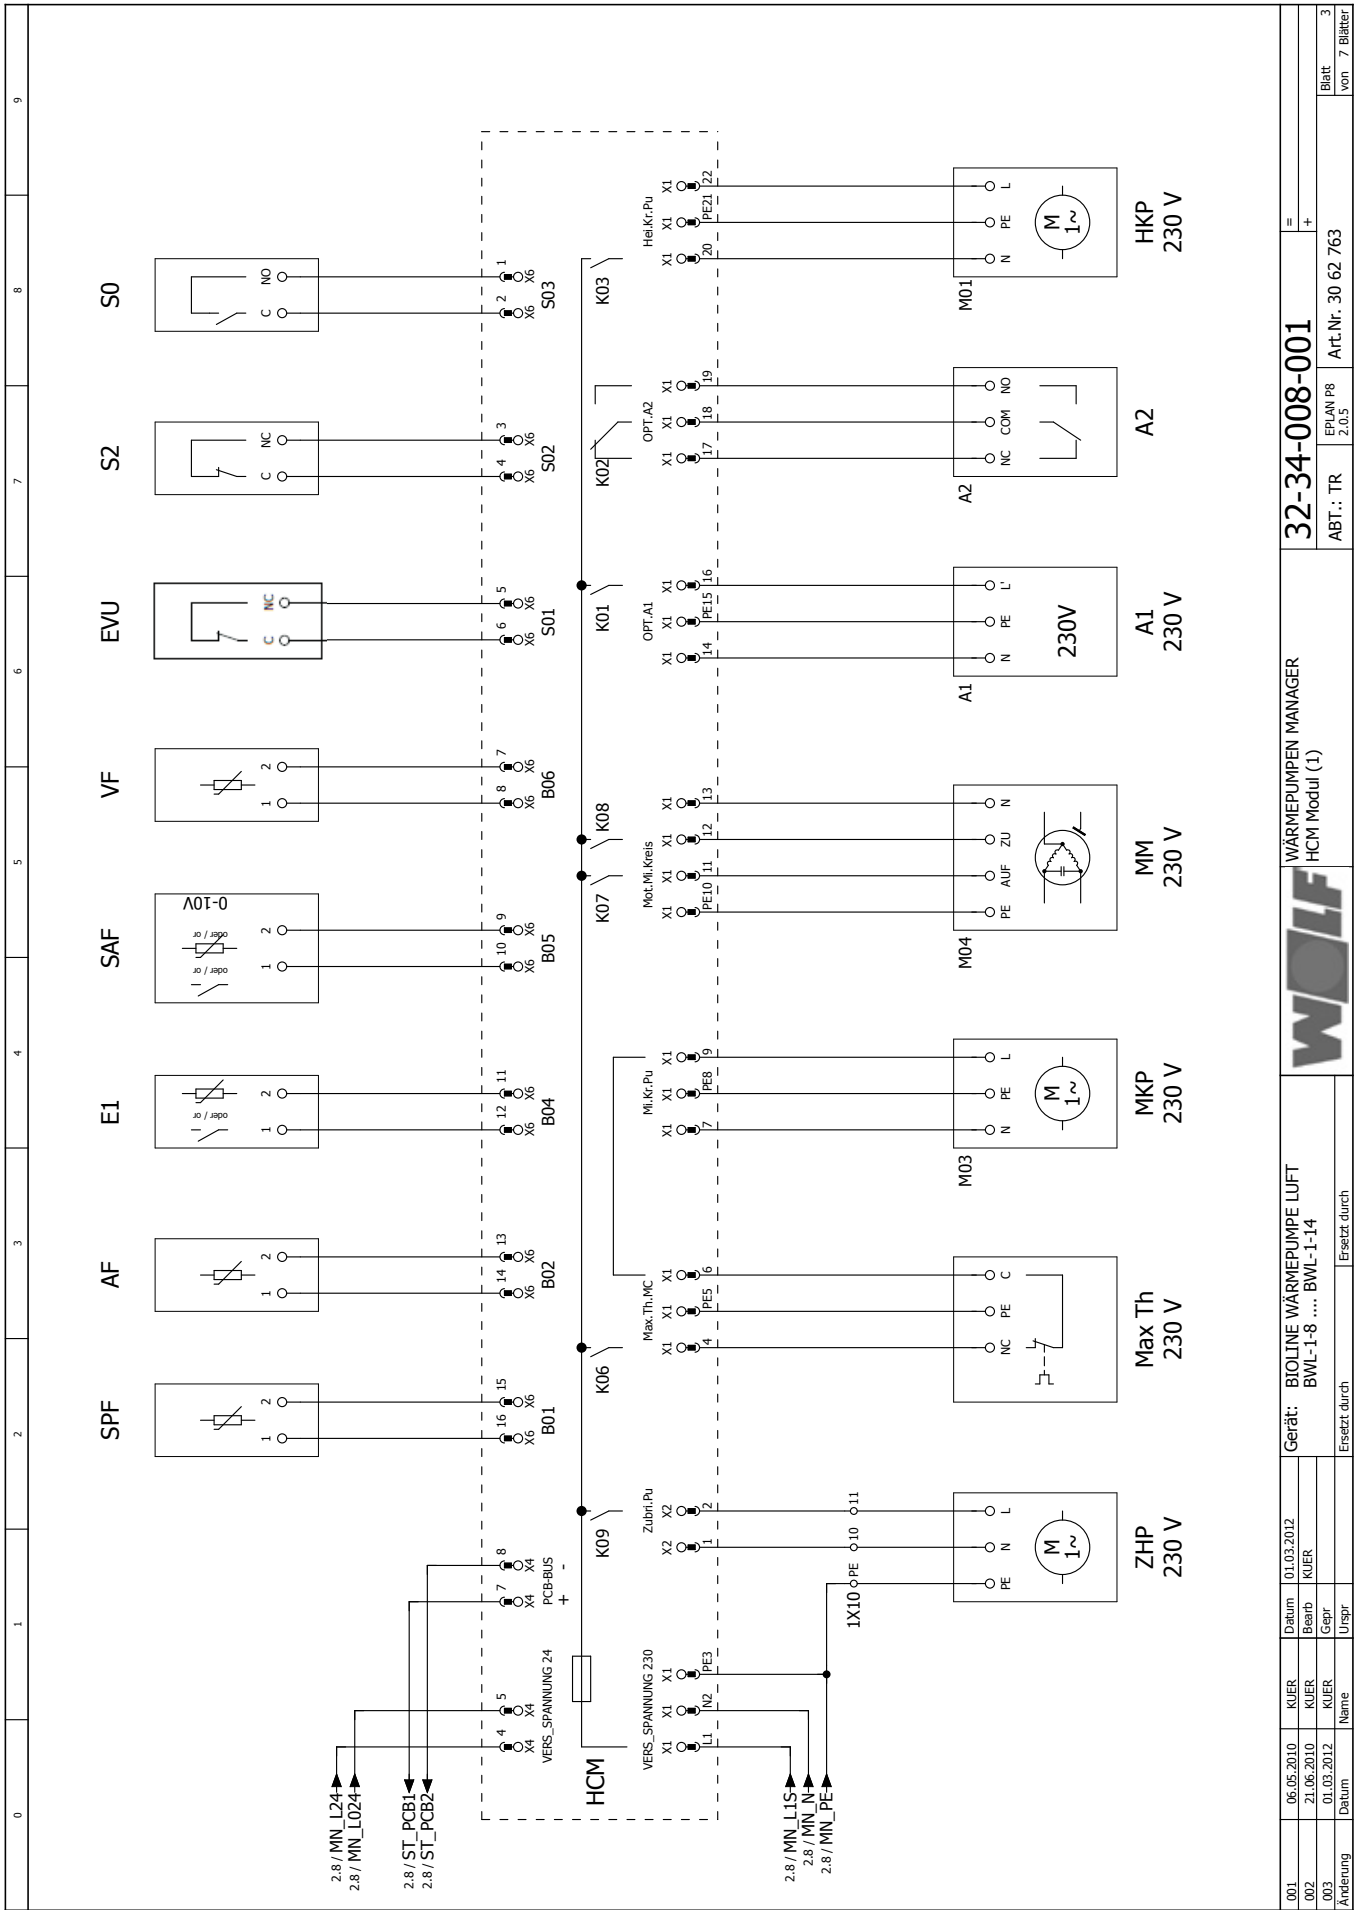 0 1 2 3 4 5 6 7 8 9
SPF AF E1 SAF VF EVU S2 S0
0-10V
oder / or
oder / or oder / or
1 2 1 2 1 2 1 2 1 2 C NC C NC C NO
2.8 / MN_L24
2.8 / MN_L024
2.8 / ST_PCB1
2.8 / ST_PCB2
4 5 7 8 16 15 14 13 12 11 10 9 8 7 6 5 4 3 2 1
X4 X4 X4 X4 X6 X6 X6 X6 X6 X6 X6 X6 X6 X6 X6 X6 X6 X6 X6 X6
VERS_SPANNUNG 24
PCB-BUS
+ -
B01 B02 B04 B05 B06 S01 S02 S03
HCM
K09 K06 K07 K08 K01 K02 K03
VERS_SPANNUNG 230
Zubri.Pu
Max.Th.MC
Mi.Kr.Pu
Mot.Mi.Kreis
OPT.A1
OPT.A2
Hei.Kr.Pu
X1 X1 X1 X2 X2 X1 X1 X1 X1 X1 X1 X1 X1 X1 X1 X1 X1 X1 X1 X1 X1 X1 X1 X1
L1 N2 PE3 1 2 4 PE5 6 7 PE8 9 PE10 11 12 13 14 PE15 16 17 18 19 20 PE21 22
2.8 / MN_L1S
2.8 / MN_N
2.8 / MN_PE
1X10 PE 10 11
M03 M04 A1 A2 M01
PE N L NC PE C N PE L PE AUF ZU N N PE L' NC COM NO N PE L
M
1~
M
1~
230V
M
1~
ZHP
230 V
Max Th
230 V
MKP
230 V
MM
230 V
A1
230 V
A2
HKP
230 V
001 06.05.2010 KUER Datum 01.03.2012
002 21.06.2010 KUER Bearb KUER
003 01.03.2012 KUER Gepr
Änderung Datum Name Urspr Ersetzt durch Ersetzt durch
Gerät: BIOLINE WÄRMEPUMPE LUFT
BWL-1-8 .... BWL-1-14
WOLF
WÄRMEPUMPEN MANAGER
HCM Modul (1)
32-34-008-001
=
+
ABT.: TR
EPLAN P8
2.0.5
Art.Nr. 30 62 763
Blatt 3
von 7 Blätter